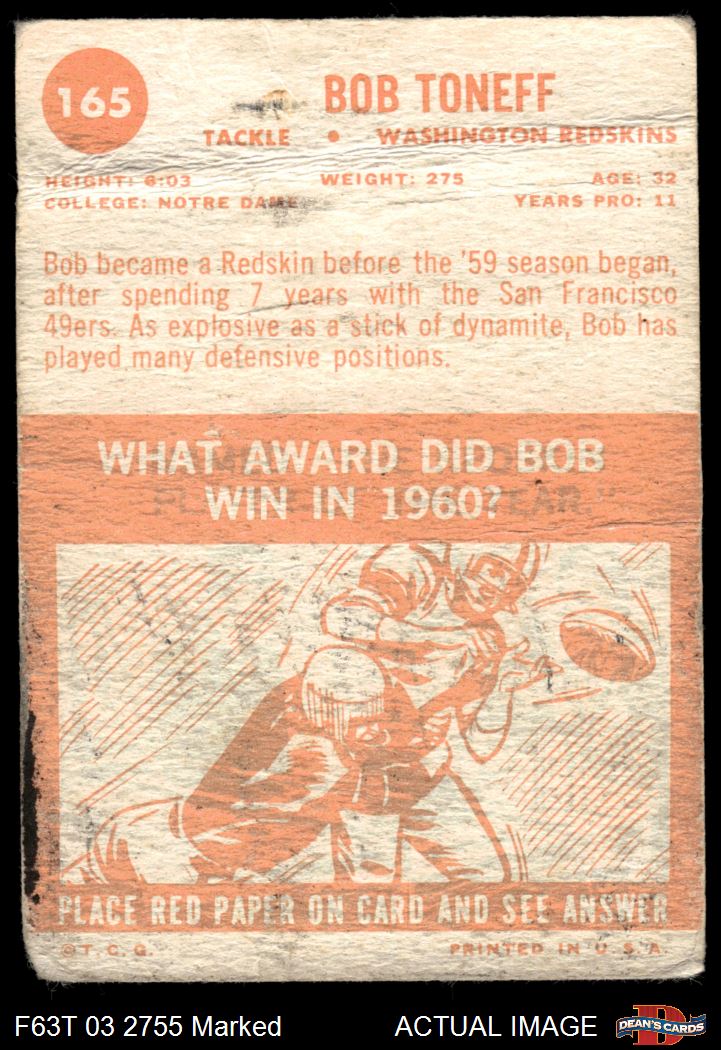 165
BOB TONEFF
TACKLE • WASHINGTON REDSKINS
HEIGHT: 6:03 WEIGHT: 275 AGE: 32
COLLEGE: NOTRE DAME YEARS PRO: 11
Bob became a Redskin before the '59 season began,
after spending 7 years with the San Francisco
49ers. As explosive as a stick of dynamite, Bob has
played many defensive positions.
WHAT AWARD DID BOB
WIN IN 1960?
YEAR."
PLACE RED PAPER ON CARD AND SEE ANSWER
©T.C.G. PRINTED IN U.S.A.
F63T 03 2755 Marked ACTUAL IMAGE
D
DEAN'S CARDS